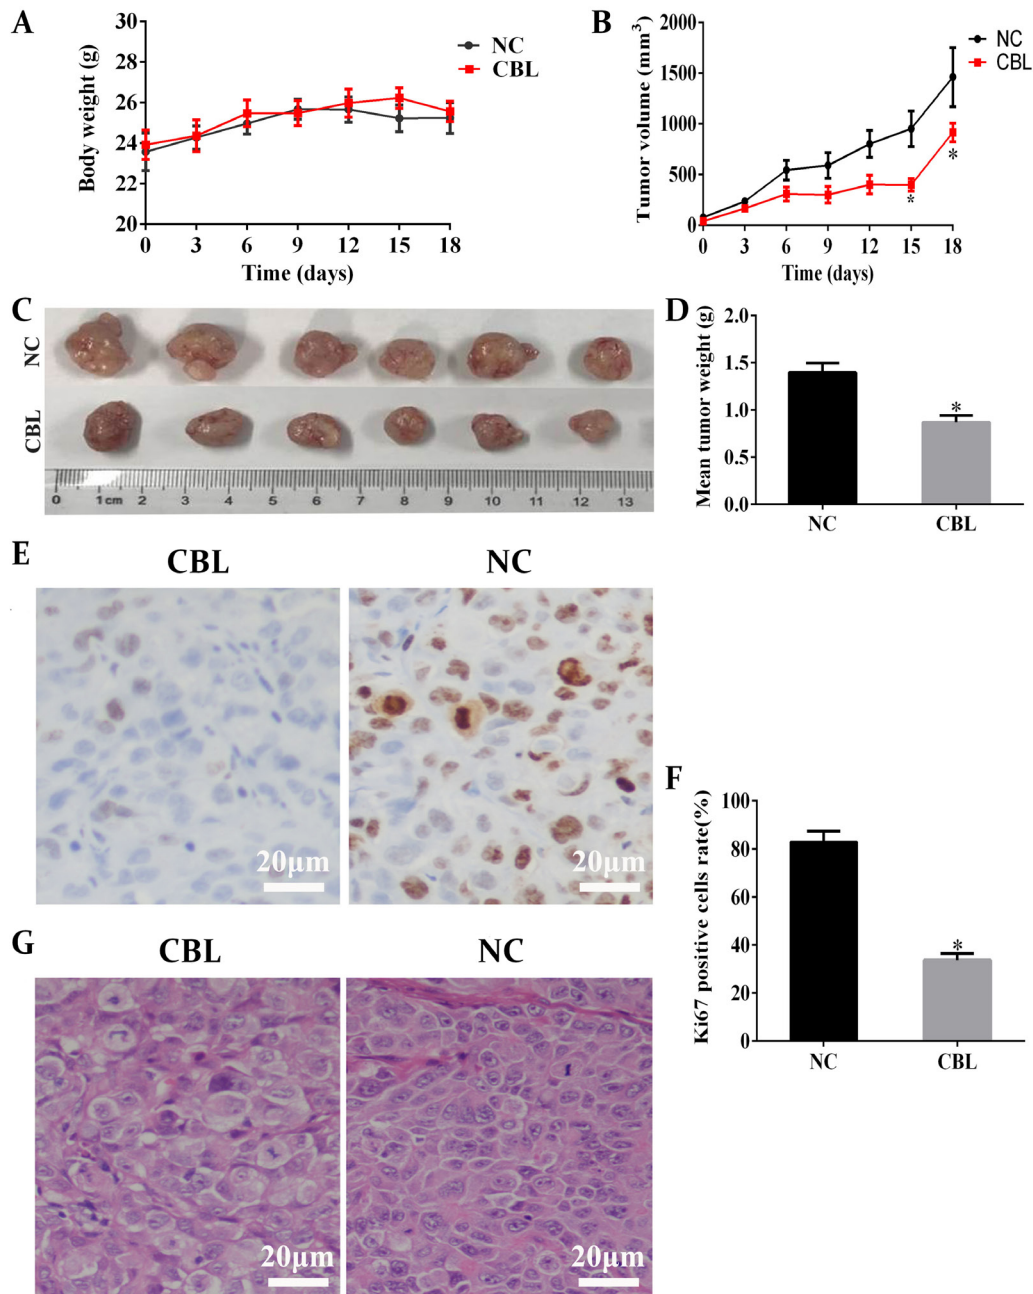 A
Body weight (g)
30
28
26
24
22
20
0 3 6 9 12 15 18
Time (days)
NC
CBL
B
Tumor volume (mm³)
2000
1500
1000
500
0
0 3 6 9 12 15 18
Time (days)
NC
CBL
*
*
C
NC
CBL
0 1cm 2 3 4 5 6 7 8 9 10 11 12 13
D
Mean tumor weight (g)
2.0
1.5
1.0
0.5
0.0
*
NC CBL
E
CBL NC
20μm 20μm
F
Ki67 positive cells rate(%)
100
80
60
40
20
0
*
NC CBL
G
CBL NC
20μm 20μm